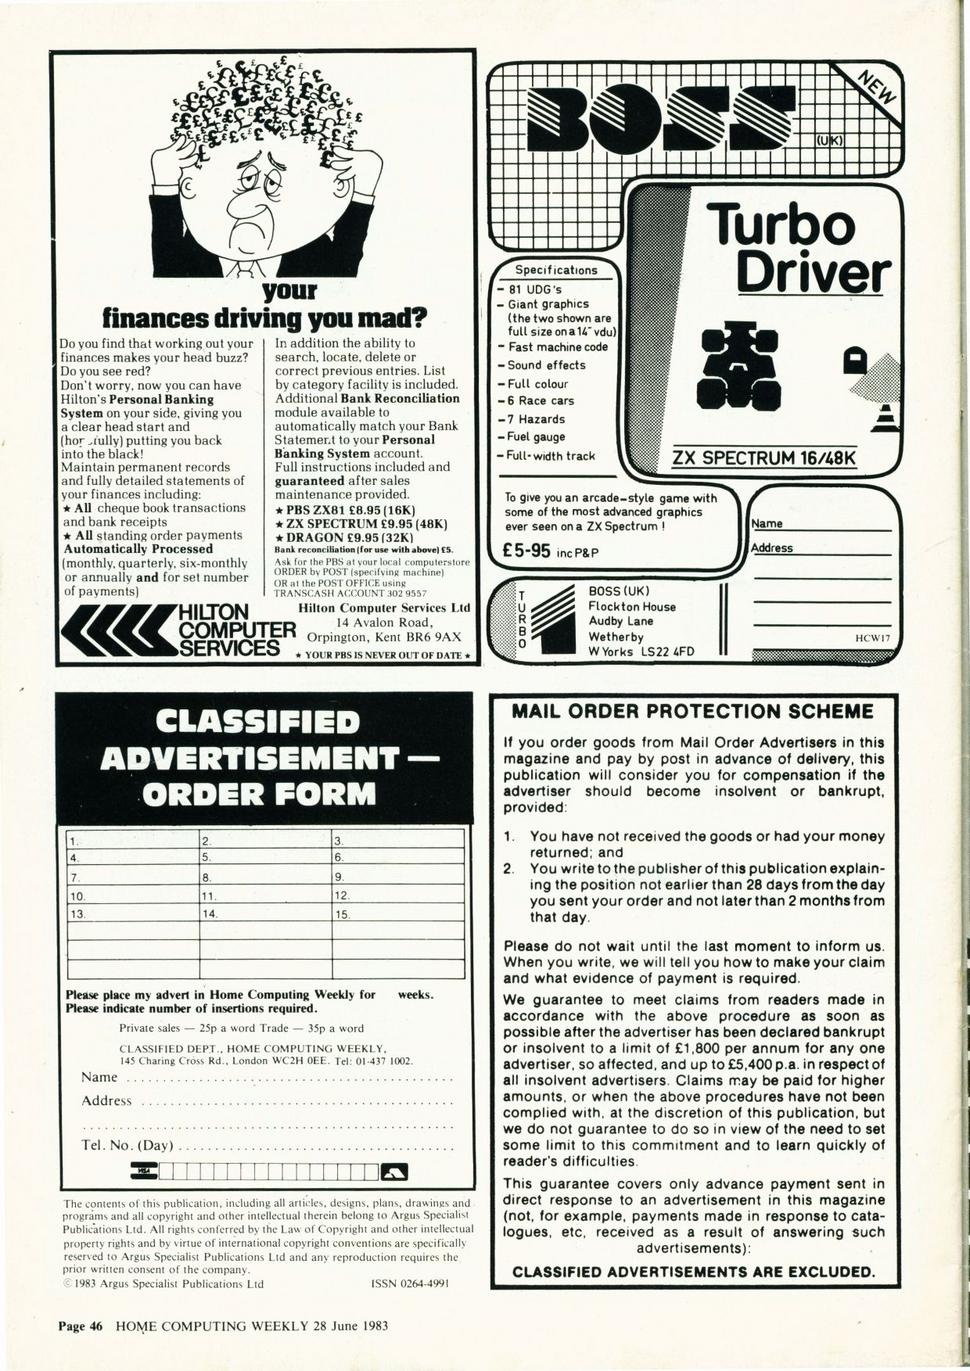 your
finances driving you mad?
Do you find that working out your
finances makes your head buzz?
Do you see red?
Don't worry, now you can have
Hilton's Personal Banking
System on your side, giving you
a clear head start and
putting you back
into the black!
Maintain permanent records
and fully detailed statements of
your finances including:
★ All cheque book transactions
and bank receipts
★ All standing order payments
Automatically Processed
(monthly, quarterly, six-monthly
or annually and for set number
of payments)
In addition the ability to
search, locate, delete or
correct previous entries. List
by category facility is included.
Additional Bank Reconciliation
module available to
automatically match your Bank
Statement to your Personal
Banking System account.
Full instructions included and
guaranteed after sales
maintenance provided.
★ PBS ZX81 £8.95 (16K)
★ ZX SPECTRUM £9.95 (48K)
★ DRAGON £9.95 (32K)
Bank reconciliation (for use with above) £5.
Ask for the PBS at your local computerstore
ORDER by POST (specifying machine)
OR at the POST OFFICE using
TRANSCASH ACCOUNT 302 9557
HILTON
COMPUTER
SERVICES
Hilton Computer Services Ltd
14 Avalon Road,
Orpington, Kent BR6 9AX
★ YOUR PBS IS NEVER OUT OF DATE ★
BOSS
(UK)
NEW
Turbo
Driver
ZX SPECTRUM 16/48K
Specifications
- 81 UDG's
- Giant graphics
(the two shown are
full size on a 14" vdu)
- Fast machine code
- Sound effects
- Full colour
- 6 Race cars
- 7 Hazards
- Fuel gauge
- Full-width track
To give you an arcade-style game with
some of the most advanced graphics
ever seen on a ZX Spectrum !
£5-95 inc P&P
TURBO
1
BOSS (UK)
Flockton House
Audby Lane
Wetherby
W Yorks LS22 4FD
Name
Address
HCW17
CLASSIFIED
ADVERTISEMENT —
ORDER FORM
1. 2. 3.
4. 5. 6.
7. 8. 9.
10. 11. 12.
13. 14. 15.
Please place my advert in Home Computing Weekly for weeks.
Please indicate number of insertions required.
Private sales — 25p a word Trade — 35p a word
CLASSIFIED DEPT., HOME COMPUTING WEEKLY,
145 Charing Cross Rd., London WC2H 0EE. Tel: 01-437 1002.
Name
Address
Tel. No. (Day)
VISA
The contents of this publication, including all articles, designs, plans, drawings and
programs and all copyright and other intellectual therein belong to Argus Specialist
Publications Ltd. All rights conferred by the Law of Copyright and other intellectual
property rights and by virtue of international copyright conventions are specifically
reserved to Argus Specialist Publications Ltd and any reproduction requires the
prior written consent of the company.
© 1983 Argus Specialist Publications Ltd ISSN 0264-4991
MAIL ORDER PROTECTION SCHEME
If you order goods from Mail Order Advertisers in this
magazine and pay by post in advance of delivery, this
publication will consider you for compensation if the
advertiser should become insolvent or bankrupt,
provided:
1. You have not received the goods or had your money
returned; and
2. You write to the publisher of this publication explain-
ing the position not earlier than 28 days from the day
you sent your order and not later than 2 months from
that day.
Please do not wait until the last moment to inform us.
When you write, we will tell you how to make your claim
and what evidence of payment is required.
We guarantee to meet claims from readers made in
accordance with the above procedure as soon as
possible after the advertiser has been declared bankrupt
or insolvent to a limit of £1,800 per annum for any one
advertiser, so affected, and up to £5,400 p.a. in respect of
all insolvent advertisers. Claims may be paid for higher
amounts, or when the above procedures have not been
complied with, at the discretion of this publication, but
we do not guarantee to do so in view of the need to set
some limit to this commitment and to learn quickly of
reader's difficulties.
This guarantee covers only advance payment sent in
direct response to an advertisement in this magazine
(not, for example, payments made in response to cata-
logues, etc, received as a result of answering such
advertisements):
CLASSIFIED ADVERTISEMENTS ARE EXCLUDED.
Page 46 HOME COMPUTING WEEKLY 28 June 1983